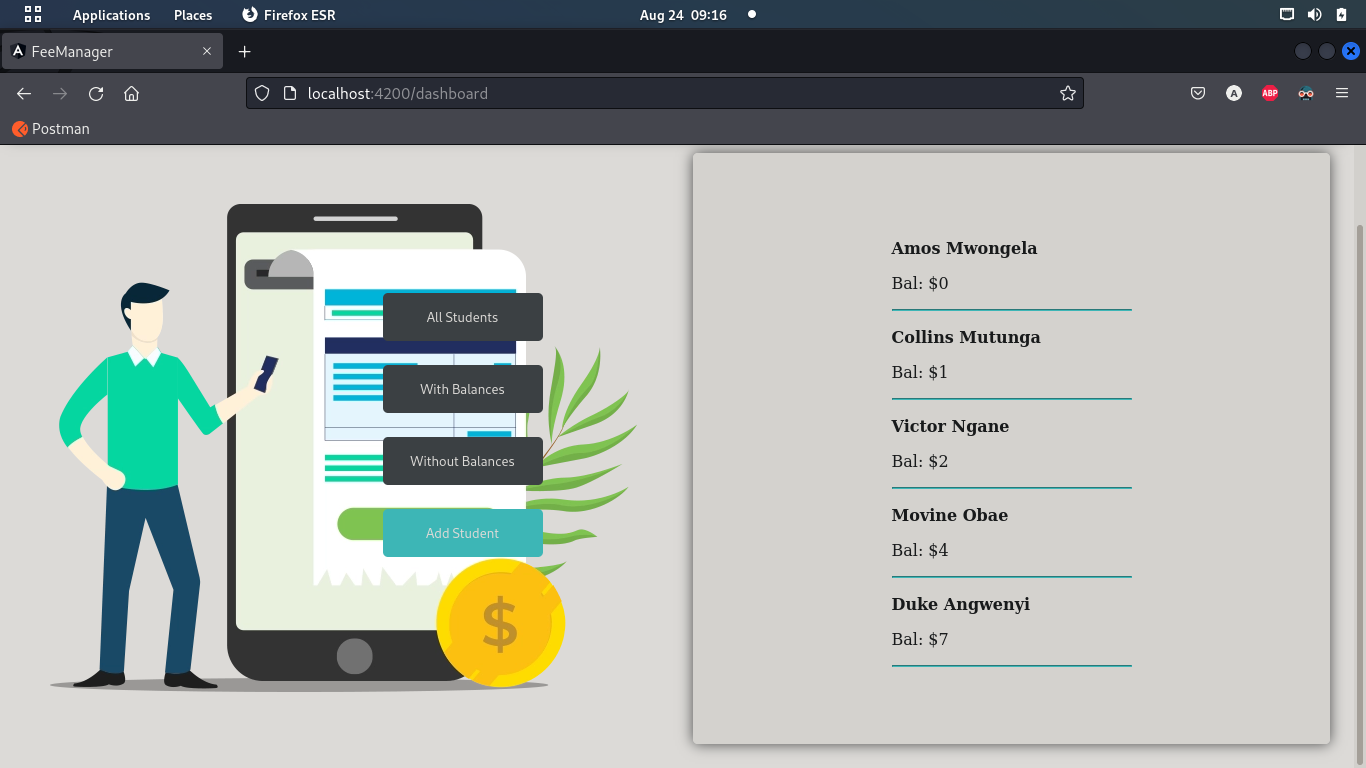 Applications Places Firefox ESR Aug 24 09:16
FeeManager
localhost:4200/dashboard
A ABP
Postman
All Students
With Balances
Without Balances
Add Student
$
Amos Mwongela
Bal: $0
Collins Mutunga
Bal: $1
Victor Ngane
Bal: $2
Movine Obae
Bal: $4
Duke Angwenyi
Bal: $7